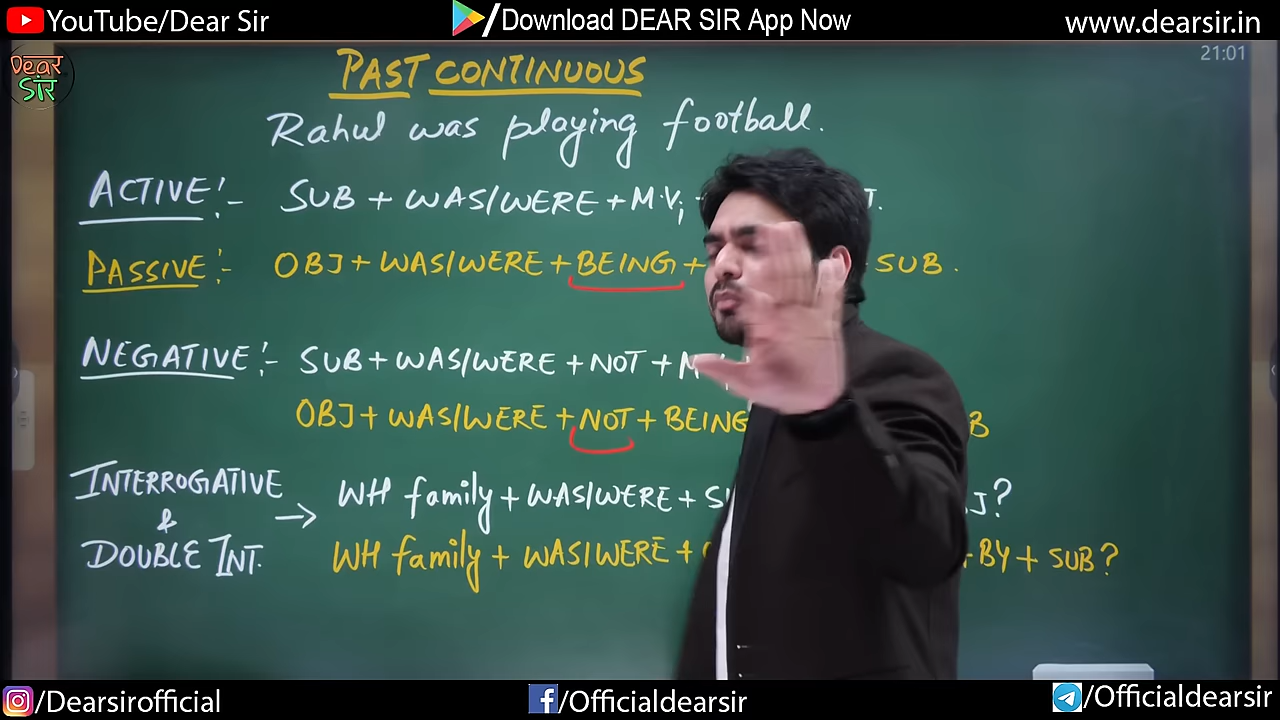 YouTube/Dear Sir
Download DEAR SIR App Now
www.dearsir.in
Dear
सिर
21:01
PAST CONTINUOUS
Rahul was playing football.
ACTIVE:- SUB + WAS/WERE + M.V1
PASSIVE:- OBJ + WAS/WERE + BEING + SUB.
NEGATIVE:- SUB + WAS/WERE + NOT +
OBJ + WAS/WERE + NOT + BEING
INTERROGATIVE & DOUBLE INT. →
WH family + WAS/WERE +
WH family + WAS/WERE + + BY + SUB?
/Dearsirofficial
/Officialdearsir
/Officialdearsir